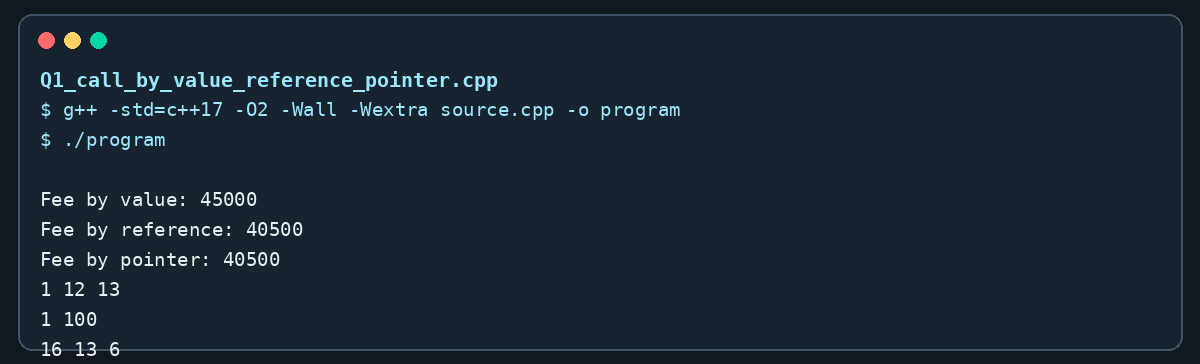 Q1_call_by_value_reference_pointer.cpp
$ g++ -std=c++17 -O2 -Wall -Wextra source.cpp -o program
$ ./program
Fee by value: 45000
Fee by reference: 40500
Fee by pointer: 40500
1 12 13
1 100
16 13 6